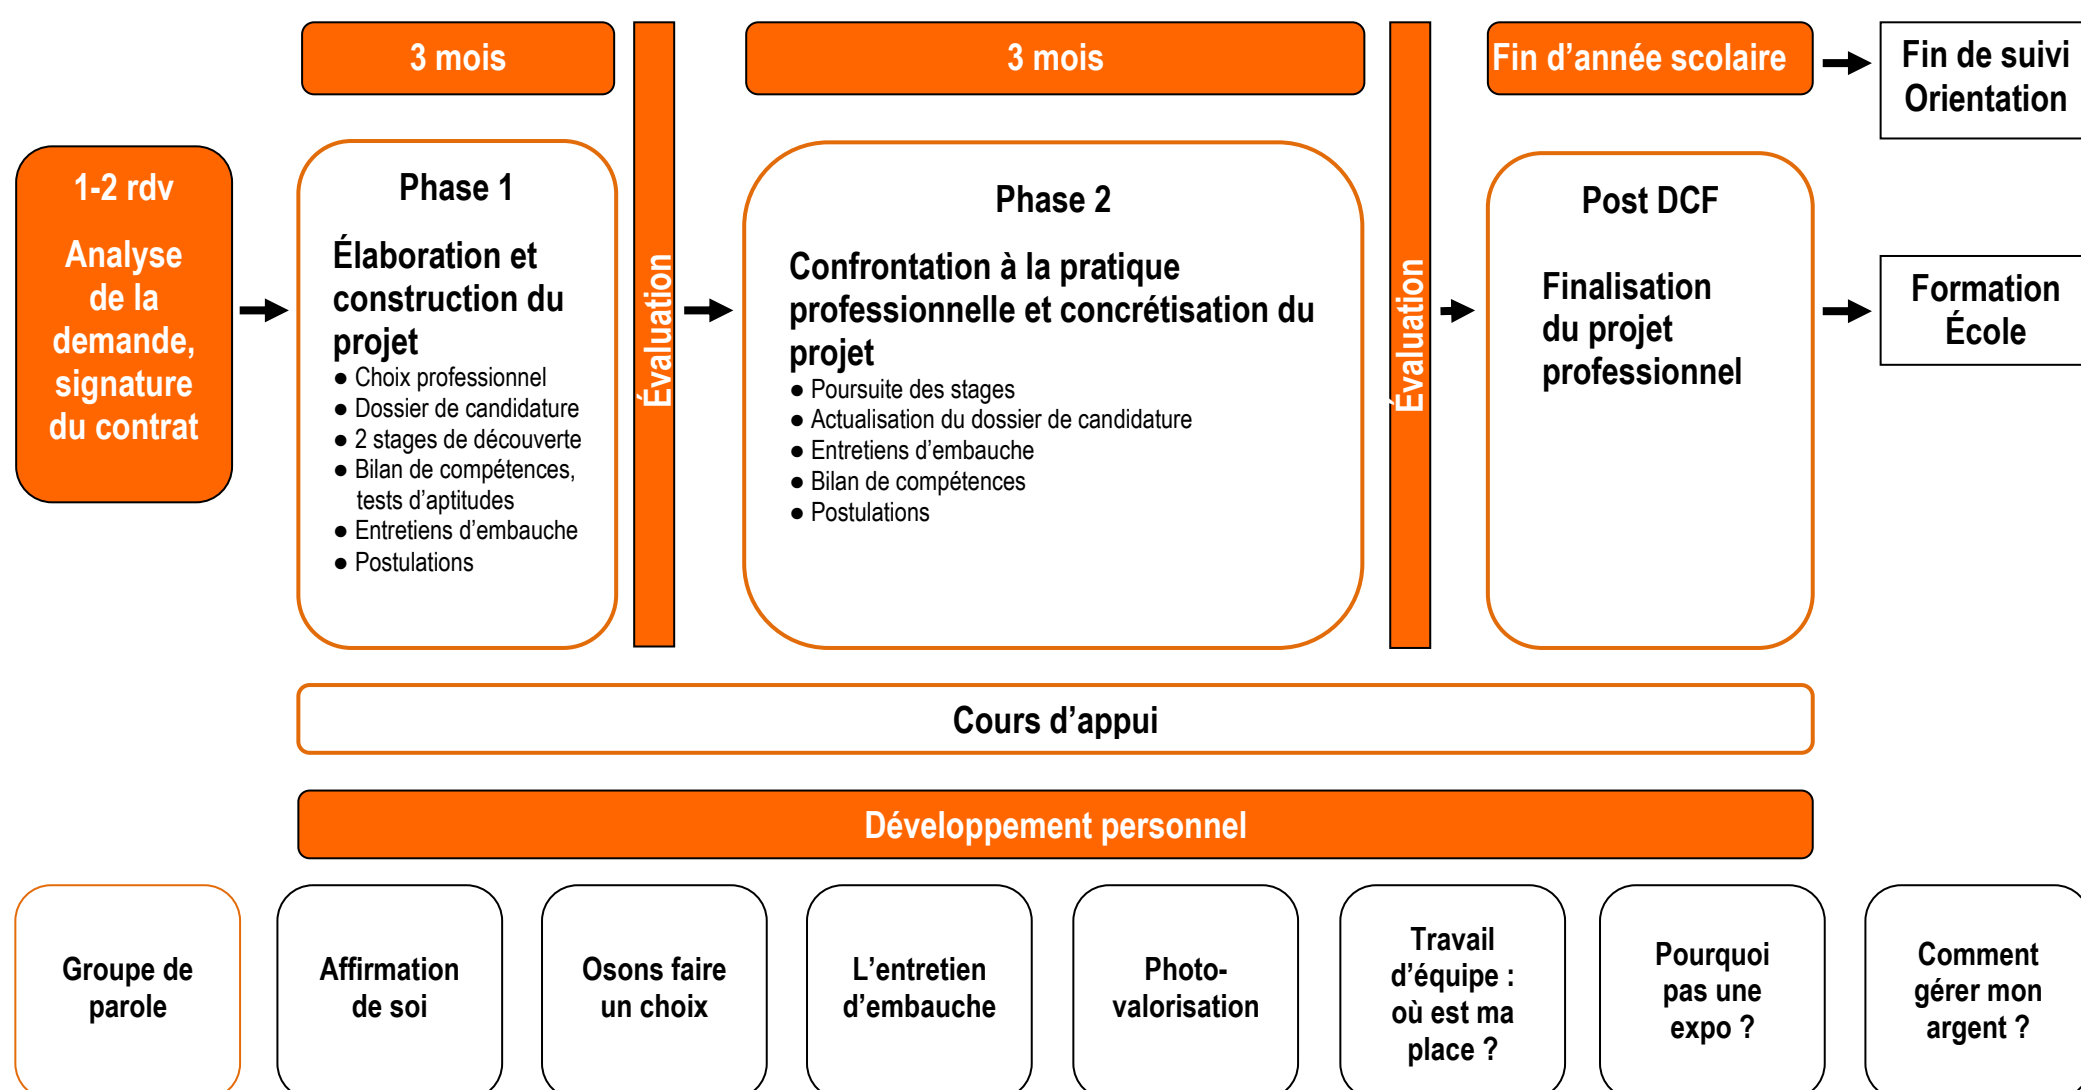 3 mois
3 mois
Fin d’année scolaire
Fin de suivi
Orientation
1-2 rdv
Analyse
de la
demande,
signature
du contrat
Phase 1
Élaboration et
construction du
projet
● Choix professionnel
● Dossier de candidature
● 2 stages de découverte
● Bilan de compétences,
tests d’aptitudes
● Entretiens d’embauche
● Postulations
Évaluation
Phase 2
Confrontation à la pratique
professionnelle et concrétisation du
projet
● Poursuite des stages
● Actualisation du dossier de candidature
● Entretiens d’embauche
● Bilan de compétences
● Postulations
Évaluation
Post DCF
Finalisation
du projet
professionnel
Formation
École
Cours d’appui
Développement personnel
Groupe de
parole
Affirmation
de soi
Osons faire
un choix
L’entretien
d’embauche
Photo-
valorisation
Travail
d’équipe :
où est ma
place ?
Pourquoi
pas une
expo ?
Comment
gérer mon
argent ?